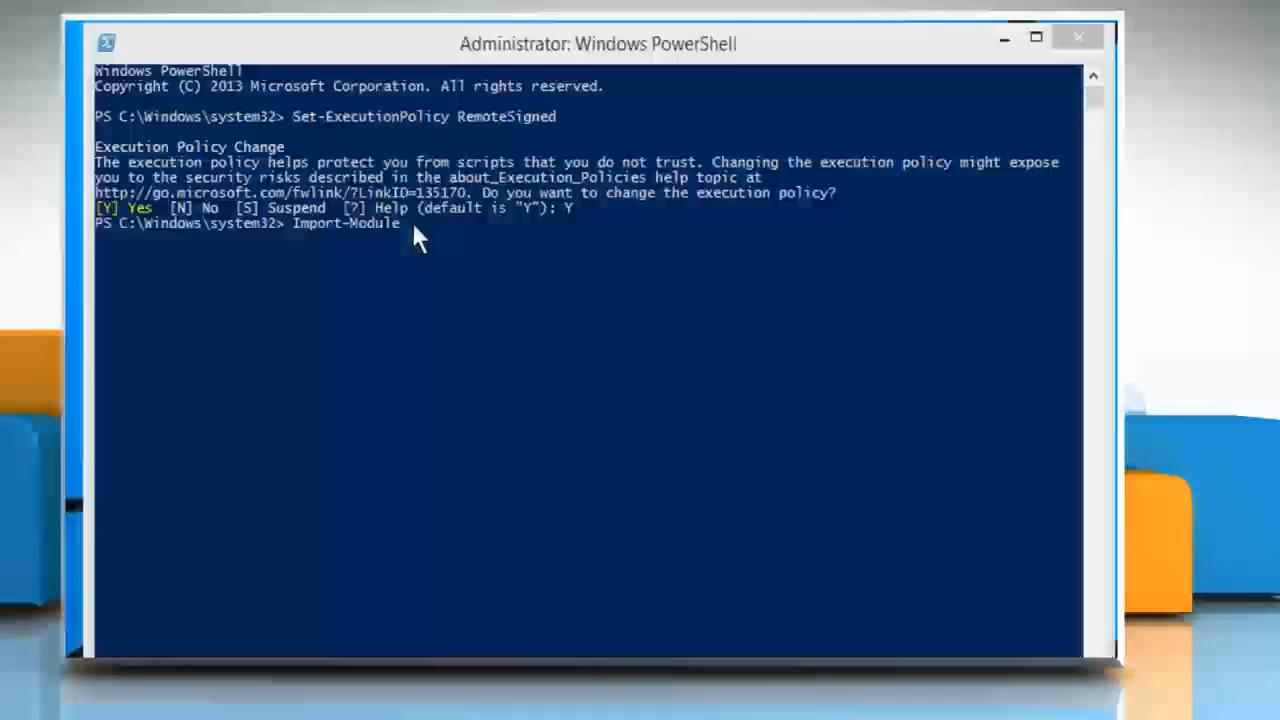 Administrator: Windows PowerShell
Windows PowerShell
Copyright (C) 2013 Microsoft Corporation. All rights reserved.
PS C:\Windows\system32> Set-ExecutionPolicy RemoteSigned
Execution Policy Change
The execution policy helps protect you from scripts that you do not trust. Changing the execution policy might expose
you to the security risks described in the about_Execution_Policies help topic at
http://go.microsoft.com/fwlink/?LinkID=135170. Do you want to change the execution policy?
[Y] Yes  [N] No  [S] Suspend  [?] Help (default is "Y"): Y
PS C:\Windows\system32> Import-Module